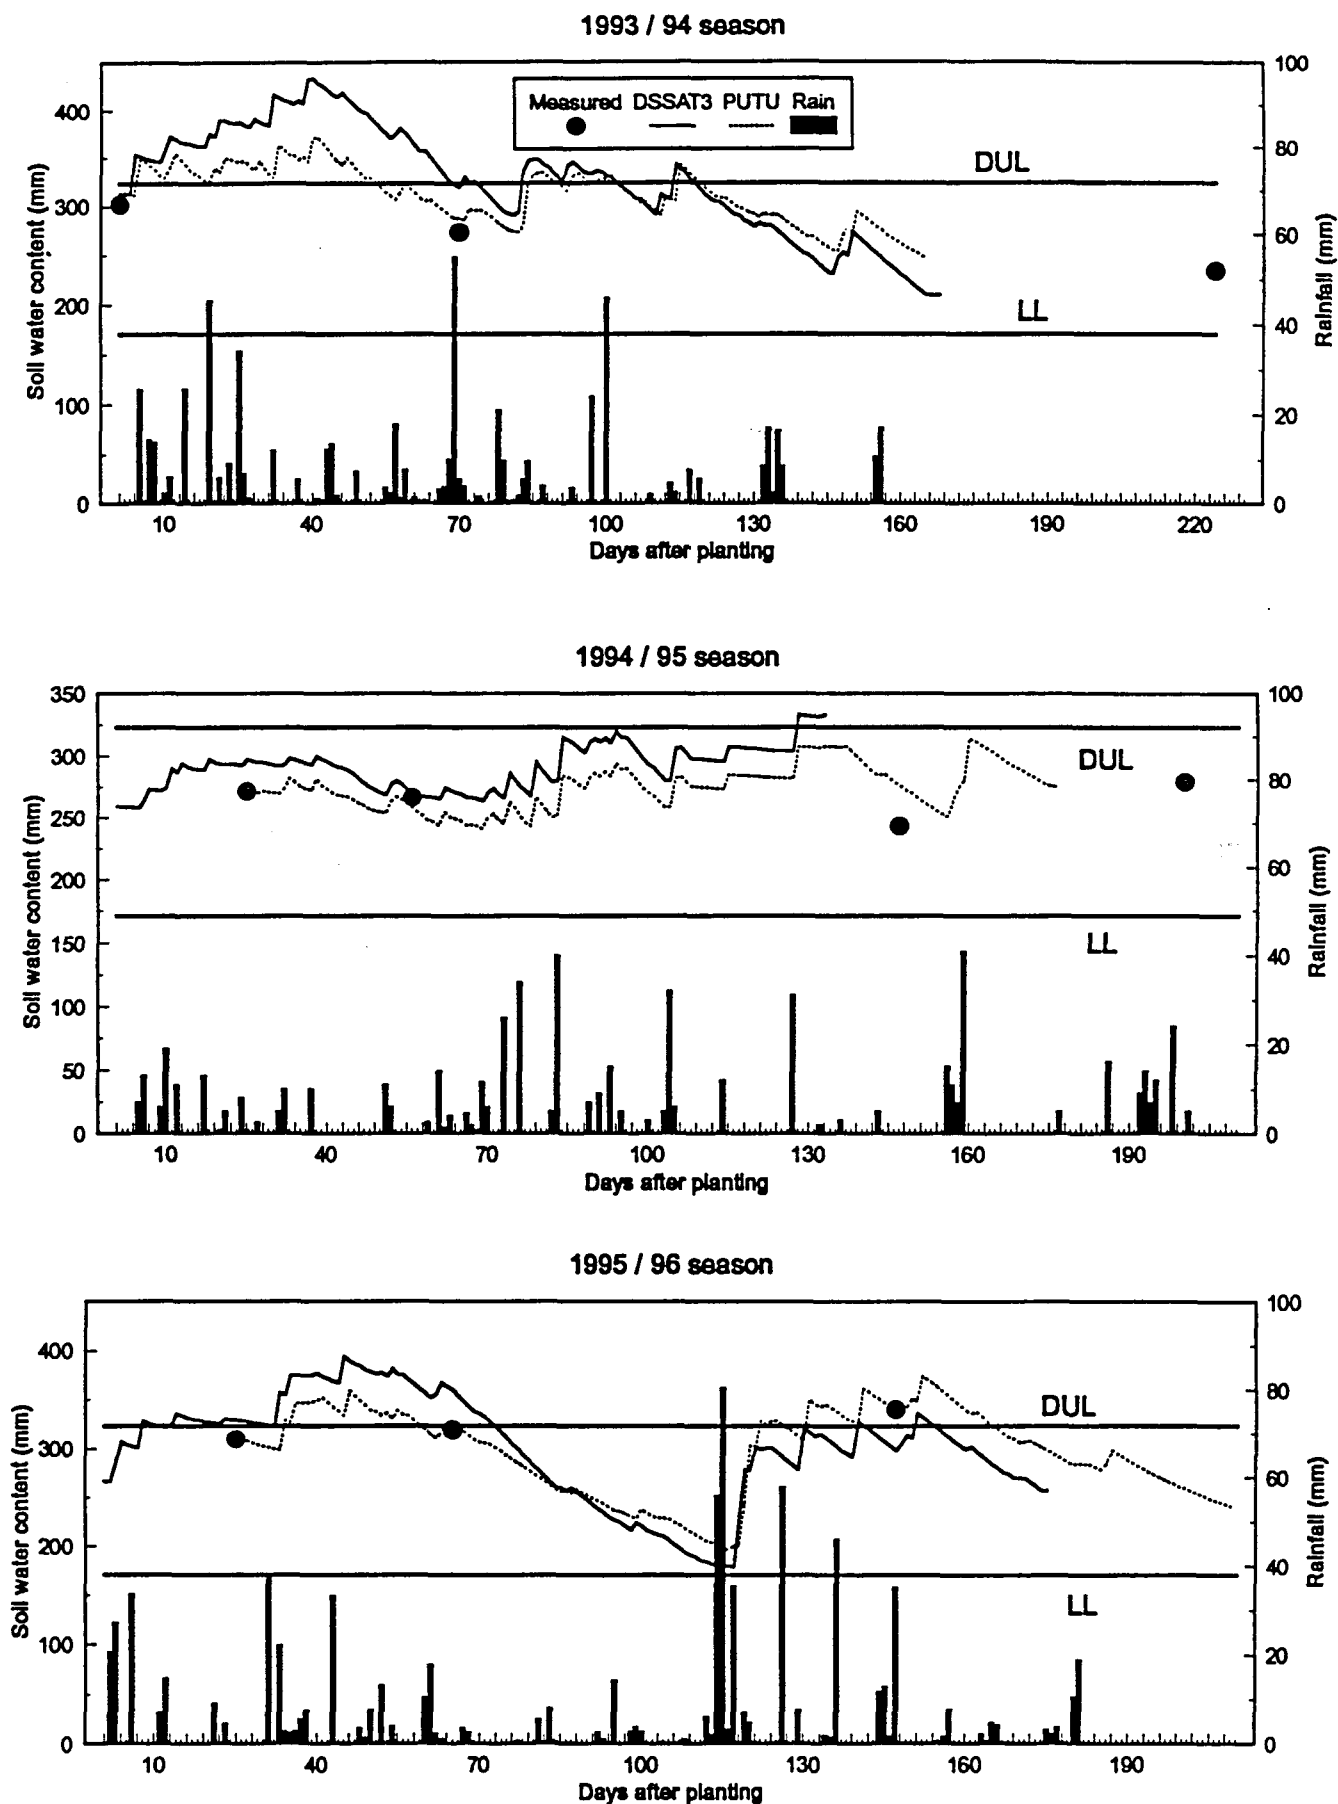 1993 / 94 season
Measured DSSAT3 PUTU Rain
DUL
LL
Soil water content (mm)
400
300
200
100
0
100
80
60
40
20
0
Rainfall (mm)
10 40 70 100 130 160 190 220
Days after planting
1994 / 95 season
DUL
LL
Soil water content (mm)
350
300
250
200
150
100
50
0
100
80
60
40
20
0
Rainfall (mm)
10 40 70 100 130 160 190
Days after planting
1995 / 96 season
DUL
LL
Soil water content (mm)
400
300
200
100
0
100
80
60
40
20
0
Rainfall (mm)
10 40 70 100 130 160 190
Days after planting